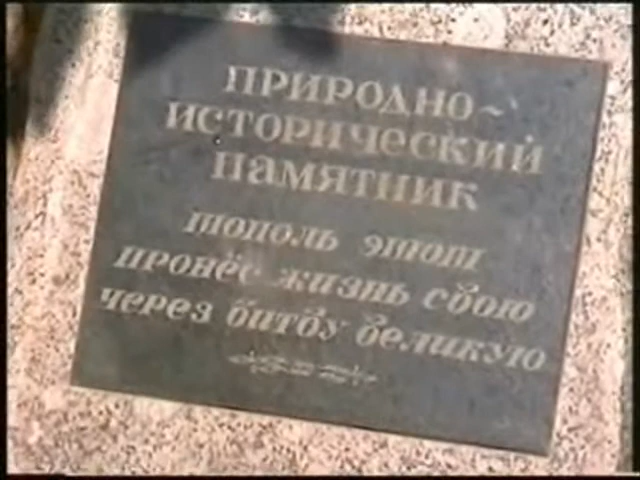 ПРИРОДНО~
ИСТОРИЧЕСКИЙ
ПАМЯТНИК
тополь этот
пронёс жизнь свою
через битву великую